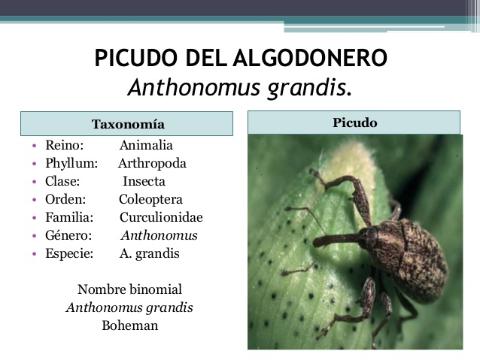 PICUDO DEL ALGODONERO
Anthonomus grandis.
Taxonomía
• Reino: Animalia
• Phyllum: Arthropoda
• Clase: Insecta
• Orden: Coleoptera
• Familia: Curculionidae
• Género: Anthonomus
• Especie: A. grandis
Nombre binomial
Anthonomus grandis
Boheman
Picudo